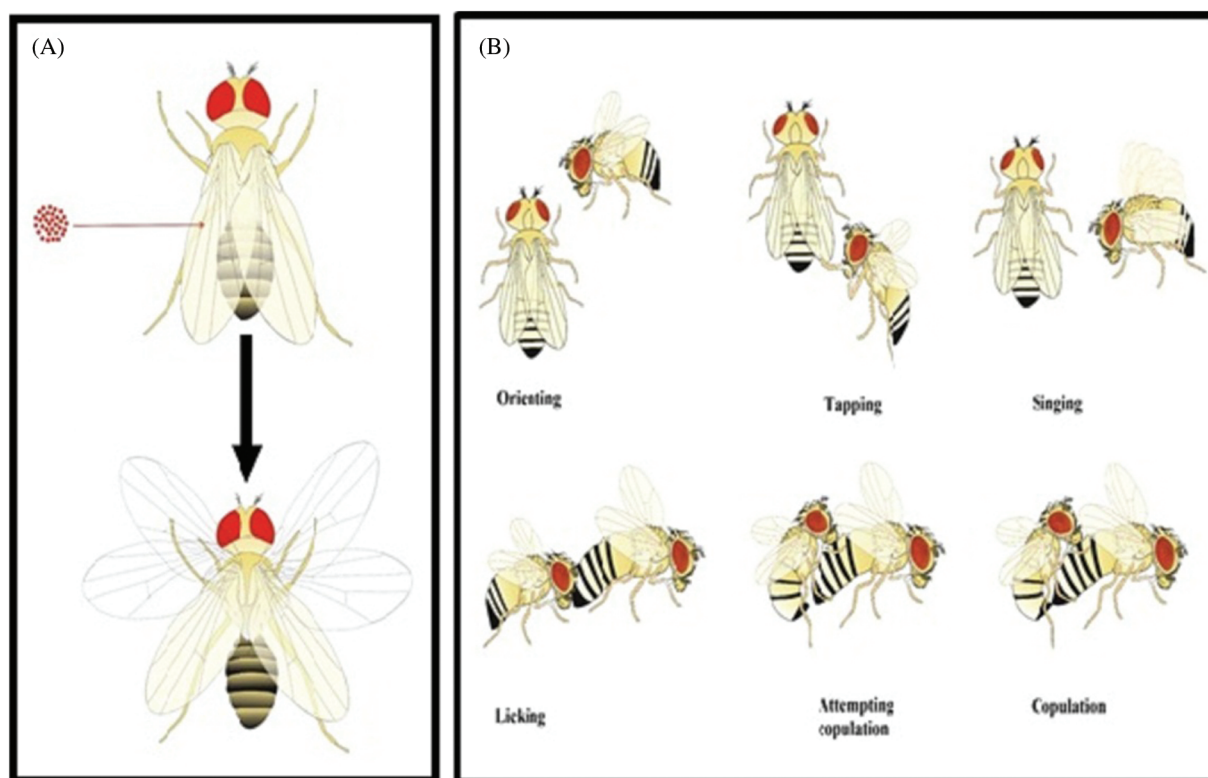 (A)
(B)
Orienting
Tapping
Singing
Licking
Attempting
copulation
Copulation